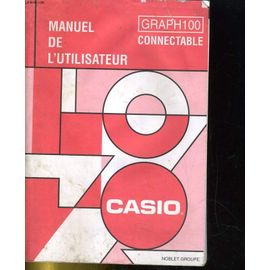 MANUEL
DE
L'UTILISATEUR
GRAPH100
CONNECTABLE
CASIO
NOBLET GROUPE